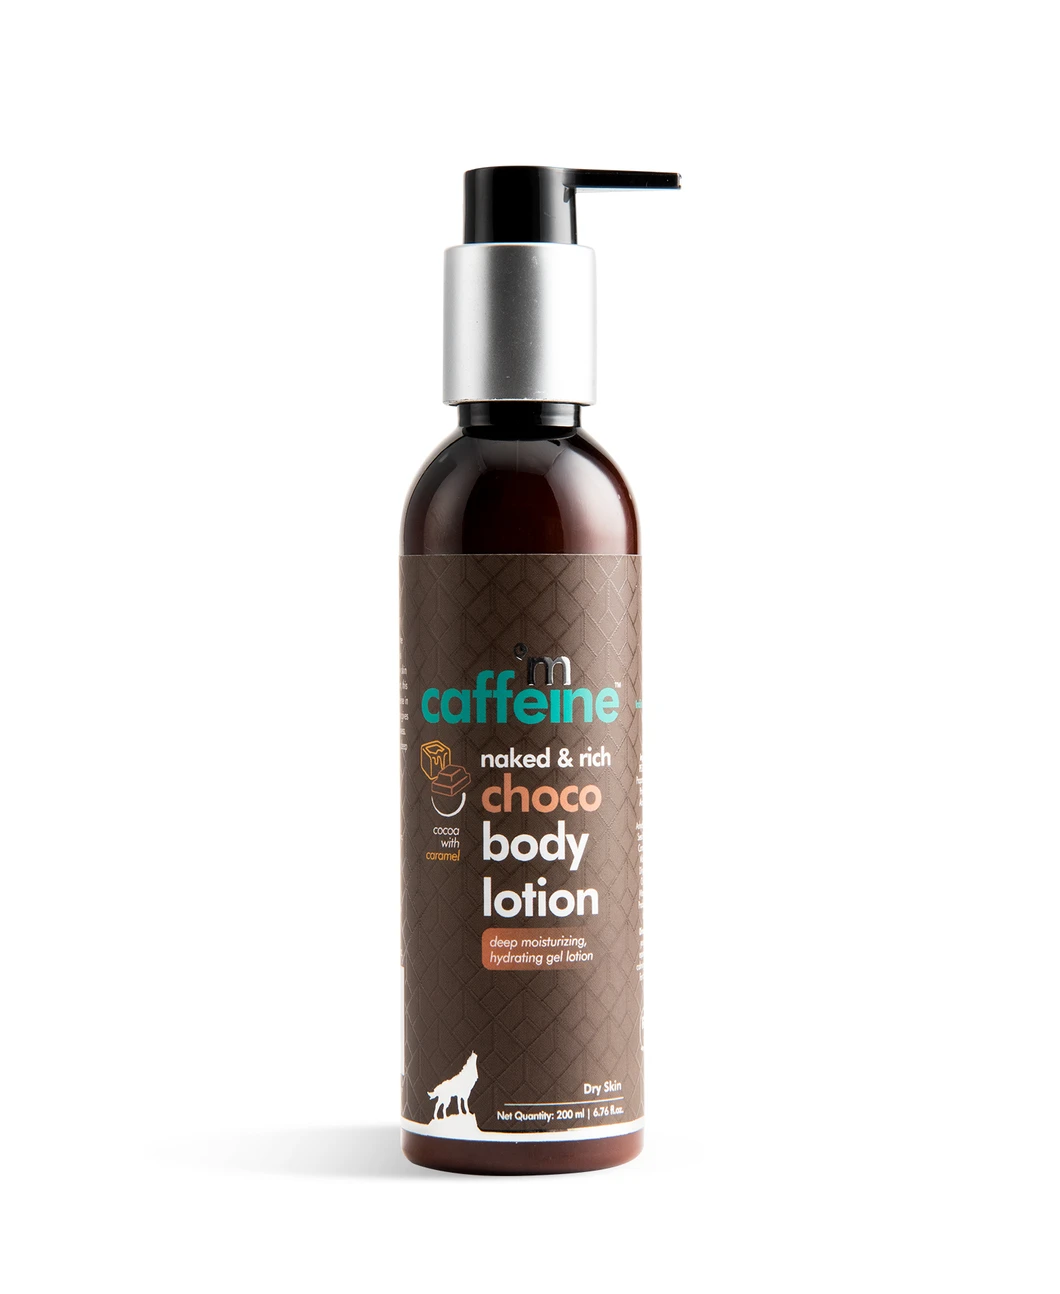 'm
caffeine™
naked & rich
choco
body
lotion
cocoa
with
caramel
deep moisturizing,
hydrating gel lotion
Dry Skin
Net Quantity: 200 ml | 6.76 fl.oz.